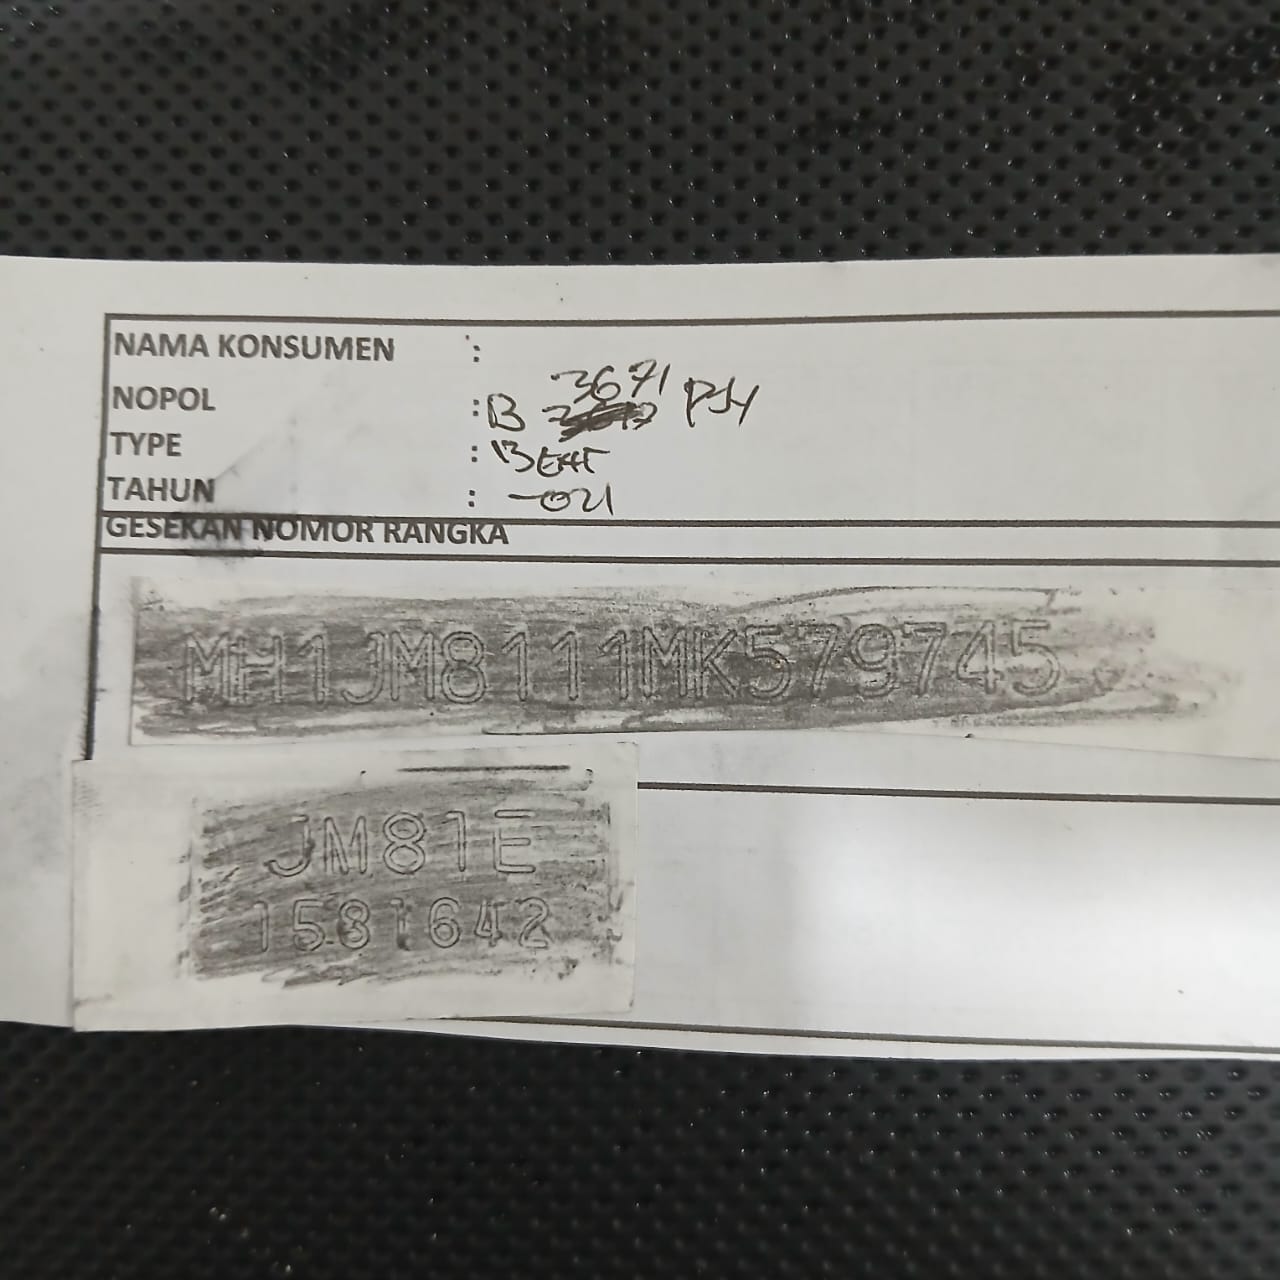 NAMA KONSUMEN :
NOPOL : B 3671 PJY
TYPE : BEAT
TAHUN : -021
GESEKAN NOMOR RANGKA
MH1JM8111MK579745
JM81E
1581642